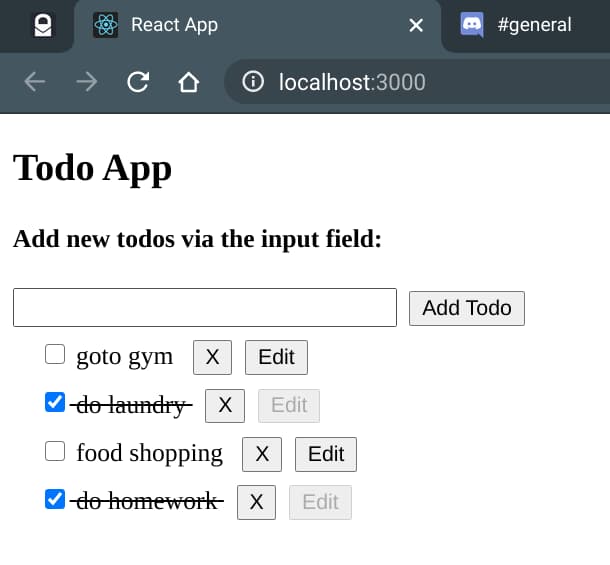 React App #general
localhost:3000
Todo App
Add new todos via the input field:
Add Todo
goto gym X Edit
do laundry X Edit
food shopping X Edit
do homework X Edit